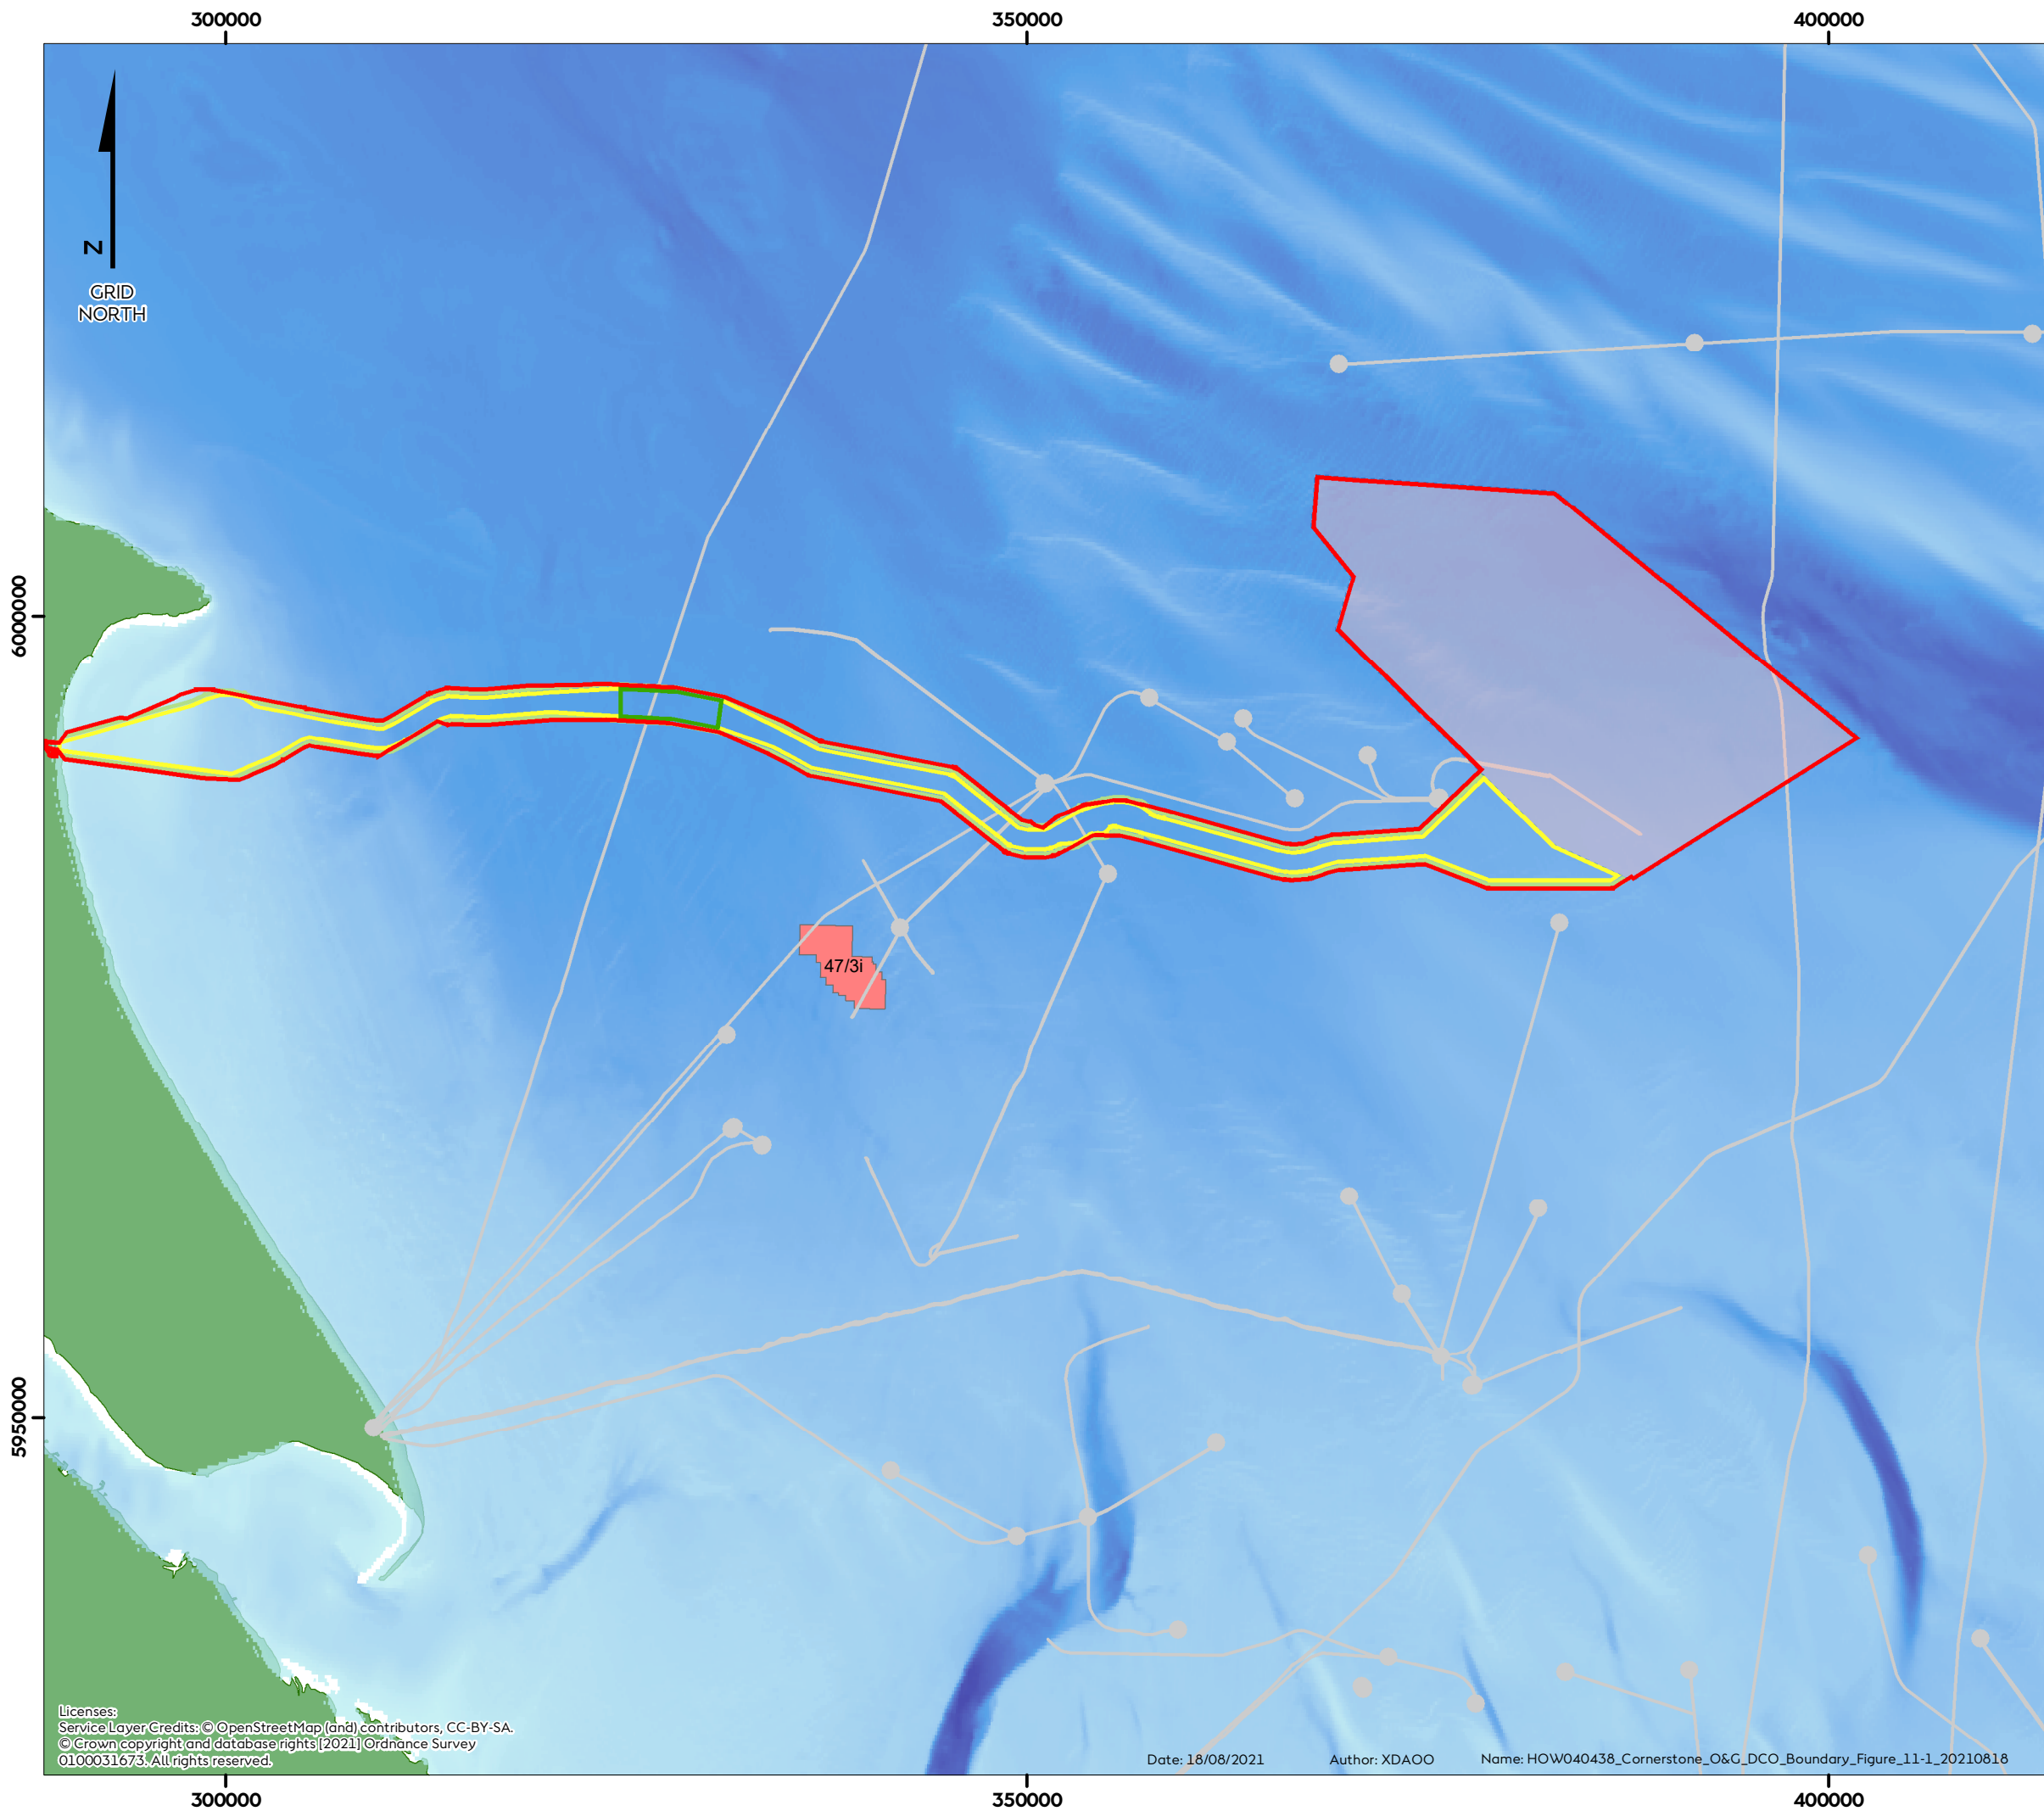 300000 350000 400000
N
GRID
NORTH
6000000
47/3i
5950000
Licenses:
Service Layer Credits: © OpenStreetMap (and) contributors, CC-BY-SA.
© Crown copyright and database rights [2021] Ordnance Survey
0100031673. All rights reserved.
Date: 18/08/2021 Author: XDAOO Name: HOW040438_Cornerstone_O&G_DCO_Boundary_Figure_11-1_20210818
300000 350000 400000